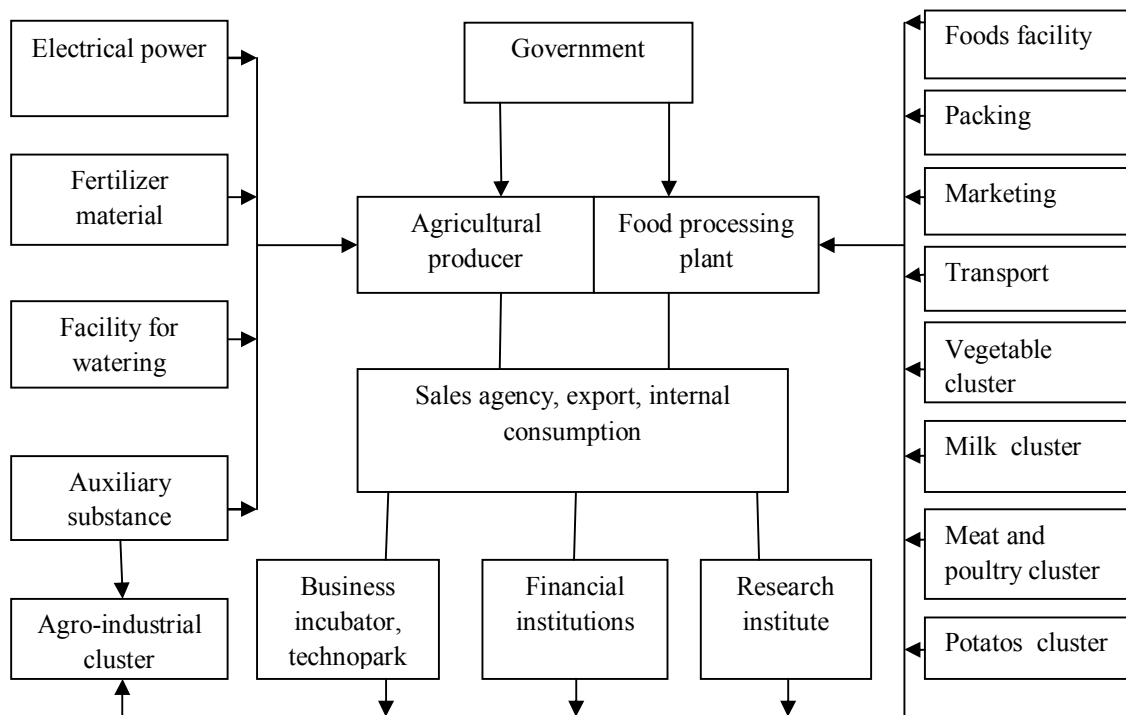 Electrical power
Government
Foods facility
Packing
Fertilizer
material
Marketing
Agricultural
producer
Food processing
plant
Transport
Facility for
watering
Vegetable
cluster
Sales agency, export, internal
consumption
Milk cluster
Auxiliary
substance
Meat and
poultry cluster
Business
incubator,
technopark
Financial
institutions
Research
institute
Agro-industrial
cluster
Potatos cluster